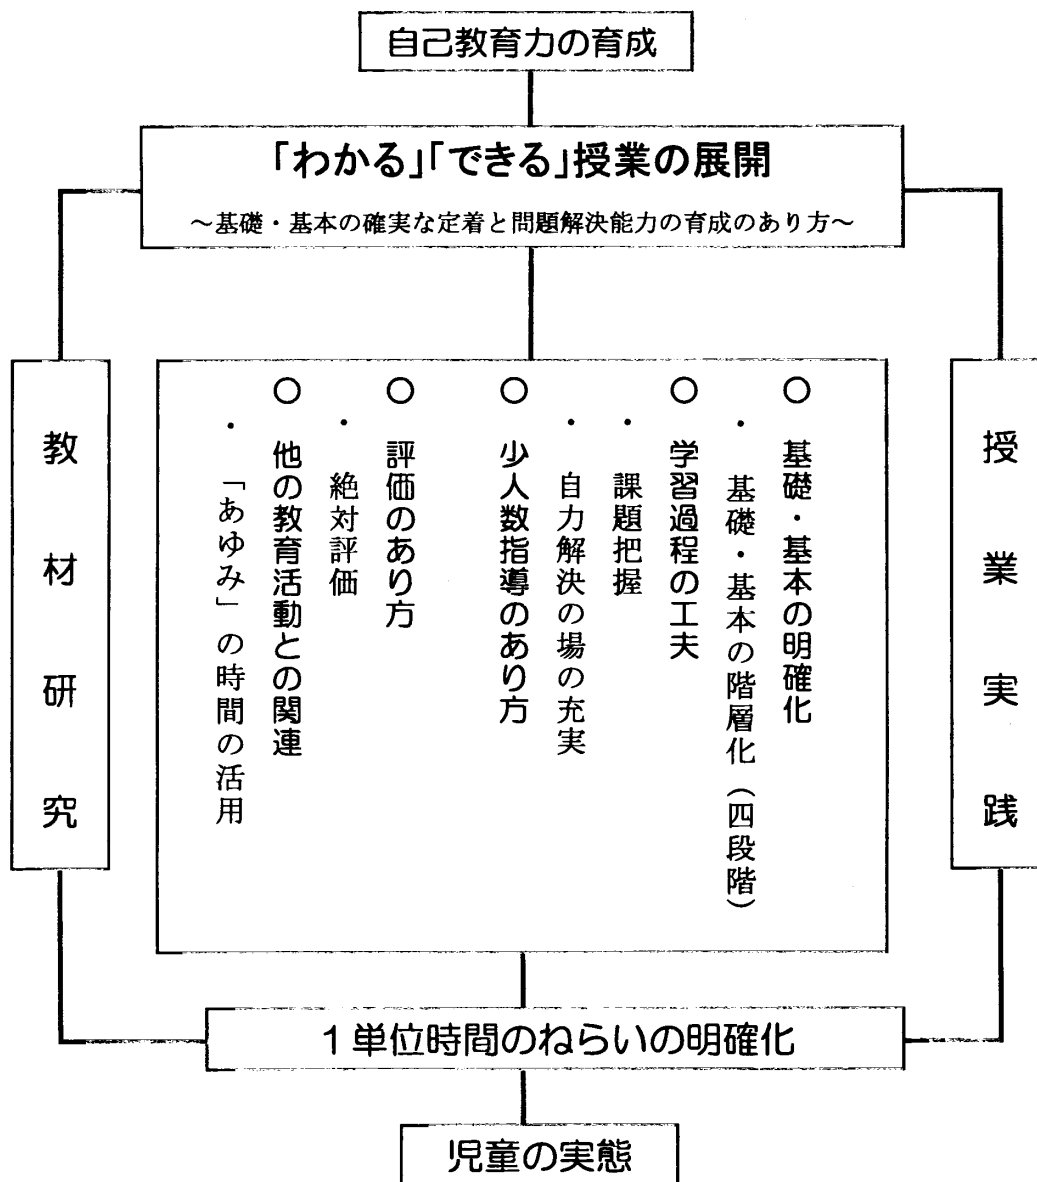 自己教育力の育成
「わかる」「できる」授業の展開
～基礎・基本の確実な定着と問題解決能力の育成のあり方～
授業実践
○ 基礎・基本の明確化
・ 基礎・基本の階層化（四段階）
○ 学習過程の工夫
・ 課題把握
・ 自力解決の場の充実
○ 少人数指導のあり方
○ 評価のあり方
・ 絶対評価
○ 他の教育活動との関連
・ 「あゆみ」の時間の活用
教材研究
１単位時間のねらいの明確化
児童の実態